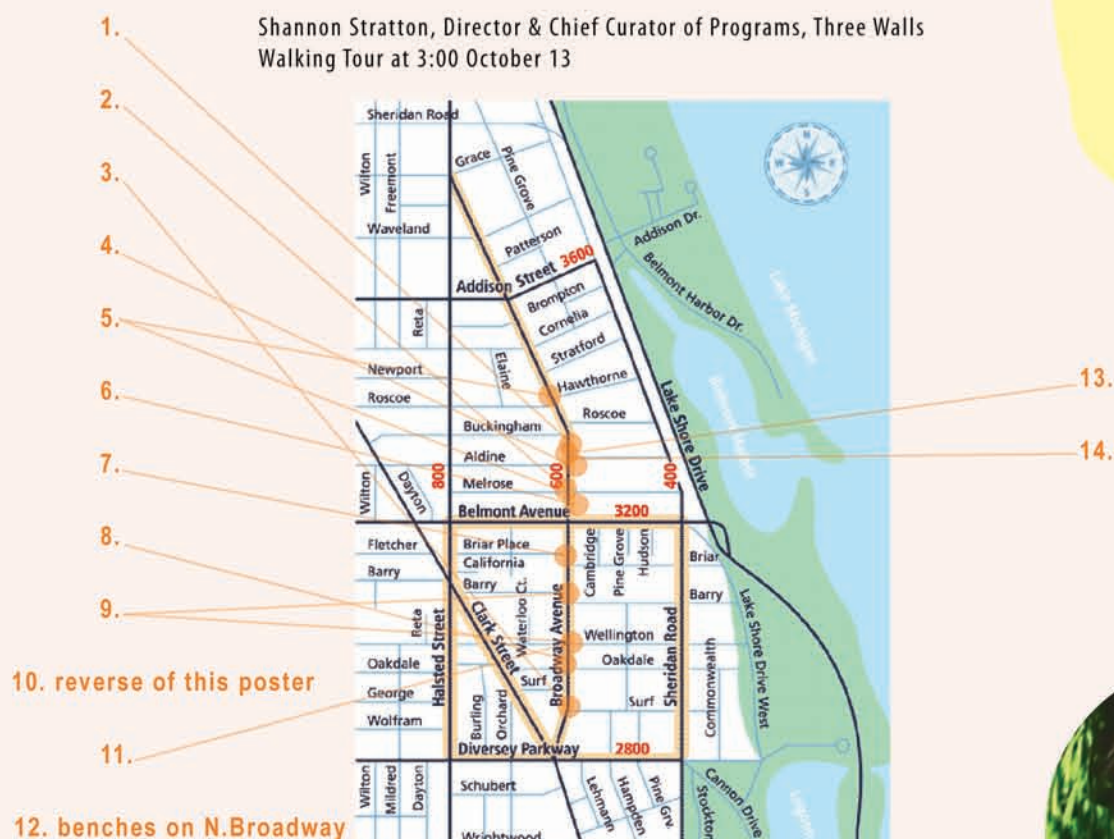 Shannon Stratton, Director & Chief Curator of Programs, Three Walls
Walking Tour at 3:00 October 13
1.
2.
3.
4.
5.
6.
7.
8.
9.
10. reverse of this poster
11.
12. benches on N.Broadway
13.
14.
Sheridan Road
Wilton
Freemont
Grace
Pine Grove
N
E
S
W
Waveland
Patterson
Addison Dr.
Addison Street 3600
Belmont Harbor Dr.
Brompton
Reta
Cornelia
Lake Michigan
Stratford
Elaine
Newport
Hawthorne
Roscoe
Roscoe
Lake Shore Drive
Belmont Harbor
Buckingham
Aldine
800
600
400
Wilton
Dayton
Melrose
Belmont Avenue 3200
Fletcher
Briar Place
Cambridge
Pine Grove
Hudson
Briar
California
Barry
Barry
Barry
Reta
Halsted Street
Clark Street
Waterloo Ct.
Broadway Avenue
Wellington
Sheridan Road
Commonwealth
Lake Shore Drive West
Oakdale
Oakdale
Surf
Surf
George
Burling
Orchard
Wolfram
Diversey Parkway 2800
Wilton
Mildred
Dayton
Schubert
Lehmann
Hampden
Pine Grv.
Cannon Drive
Stockton
Wrightwood